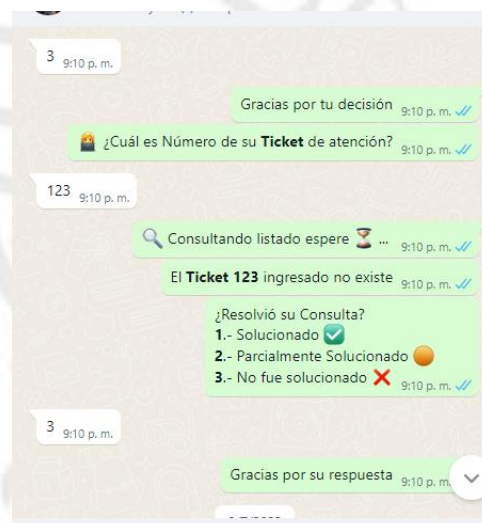 3 9:10 p. m.
Gracias por tu decisión 9:10 p. m.
¿Cuál es Número de su Ticket de atención? 9:10 p. m.
123 9:10 p. m.
Consultando listado espere ... 9:10 p. m.
El Ticket 123 ingresado no existe 9:10 p. m.
¿Resolvió su Consulta?
1.- Solucionado
2.- Parcialmente Solucionado
3.- No fue solucionado 9:10 p. m.
3 9:10 p. m.
Gracias por su respuesta 9:10 p. m.